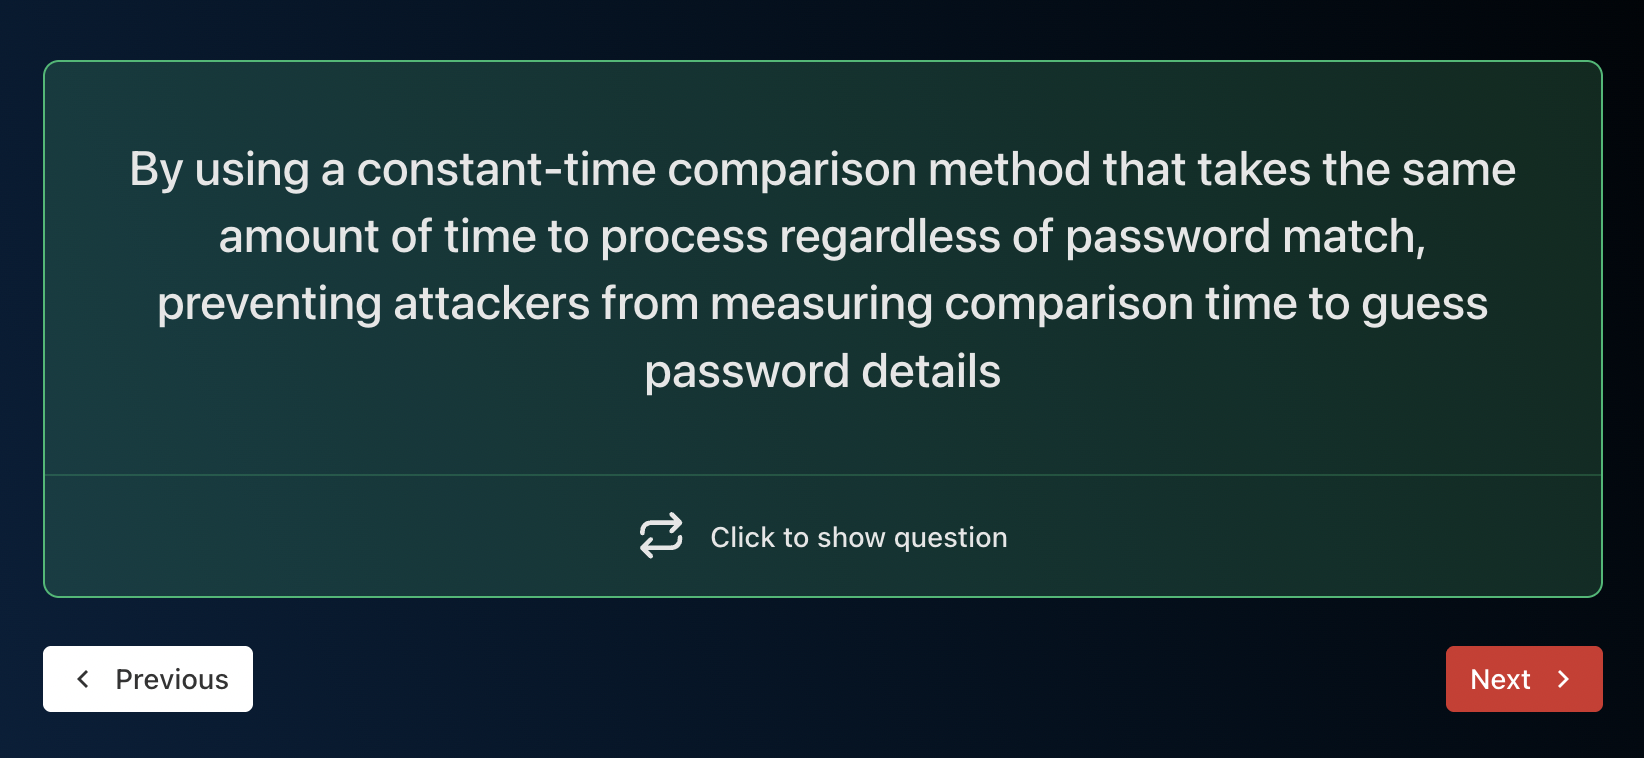 By using a constant-time comparison method that takes the same
amount of time to process regardless of password match,
preventing attackers from measuring comparison time to guess
password details
Click to show question
Previous
Next